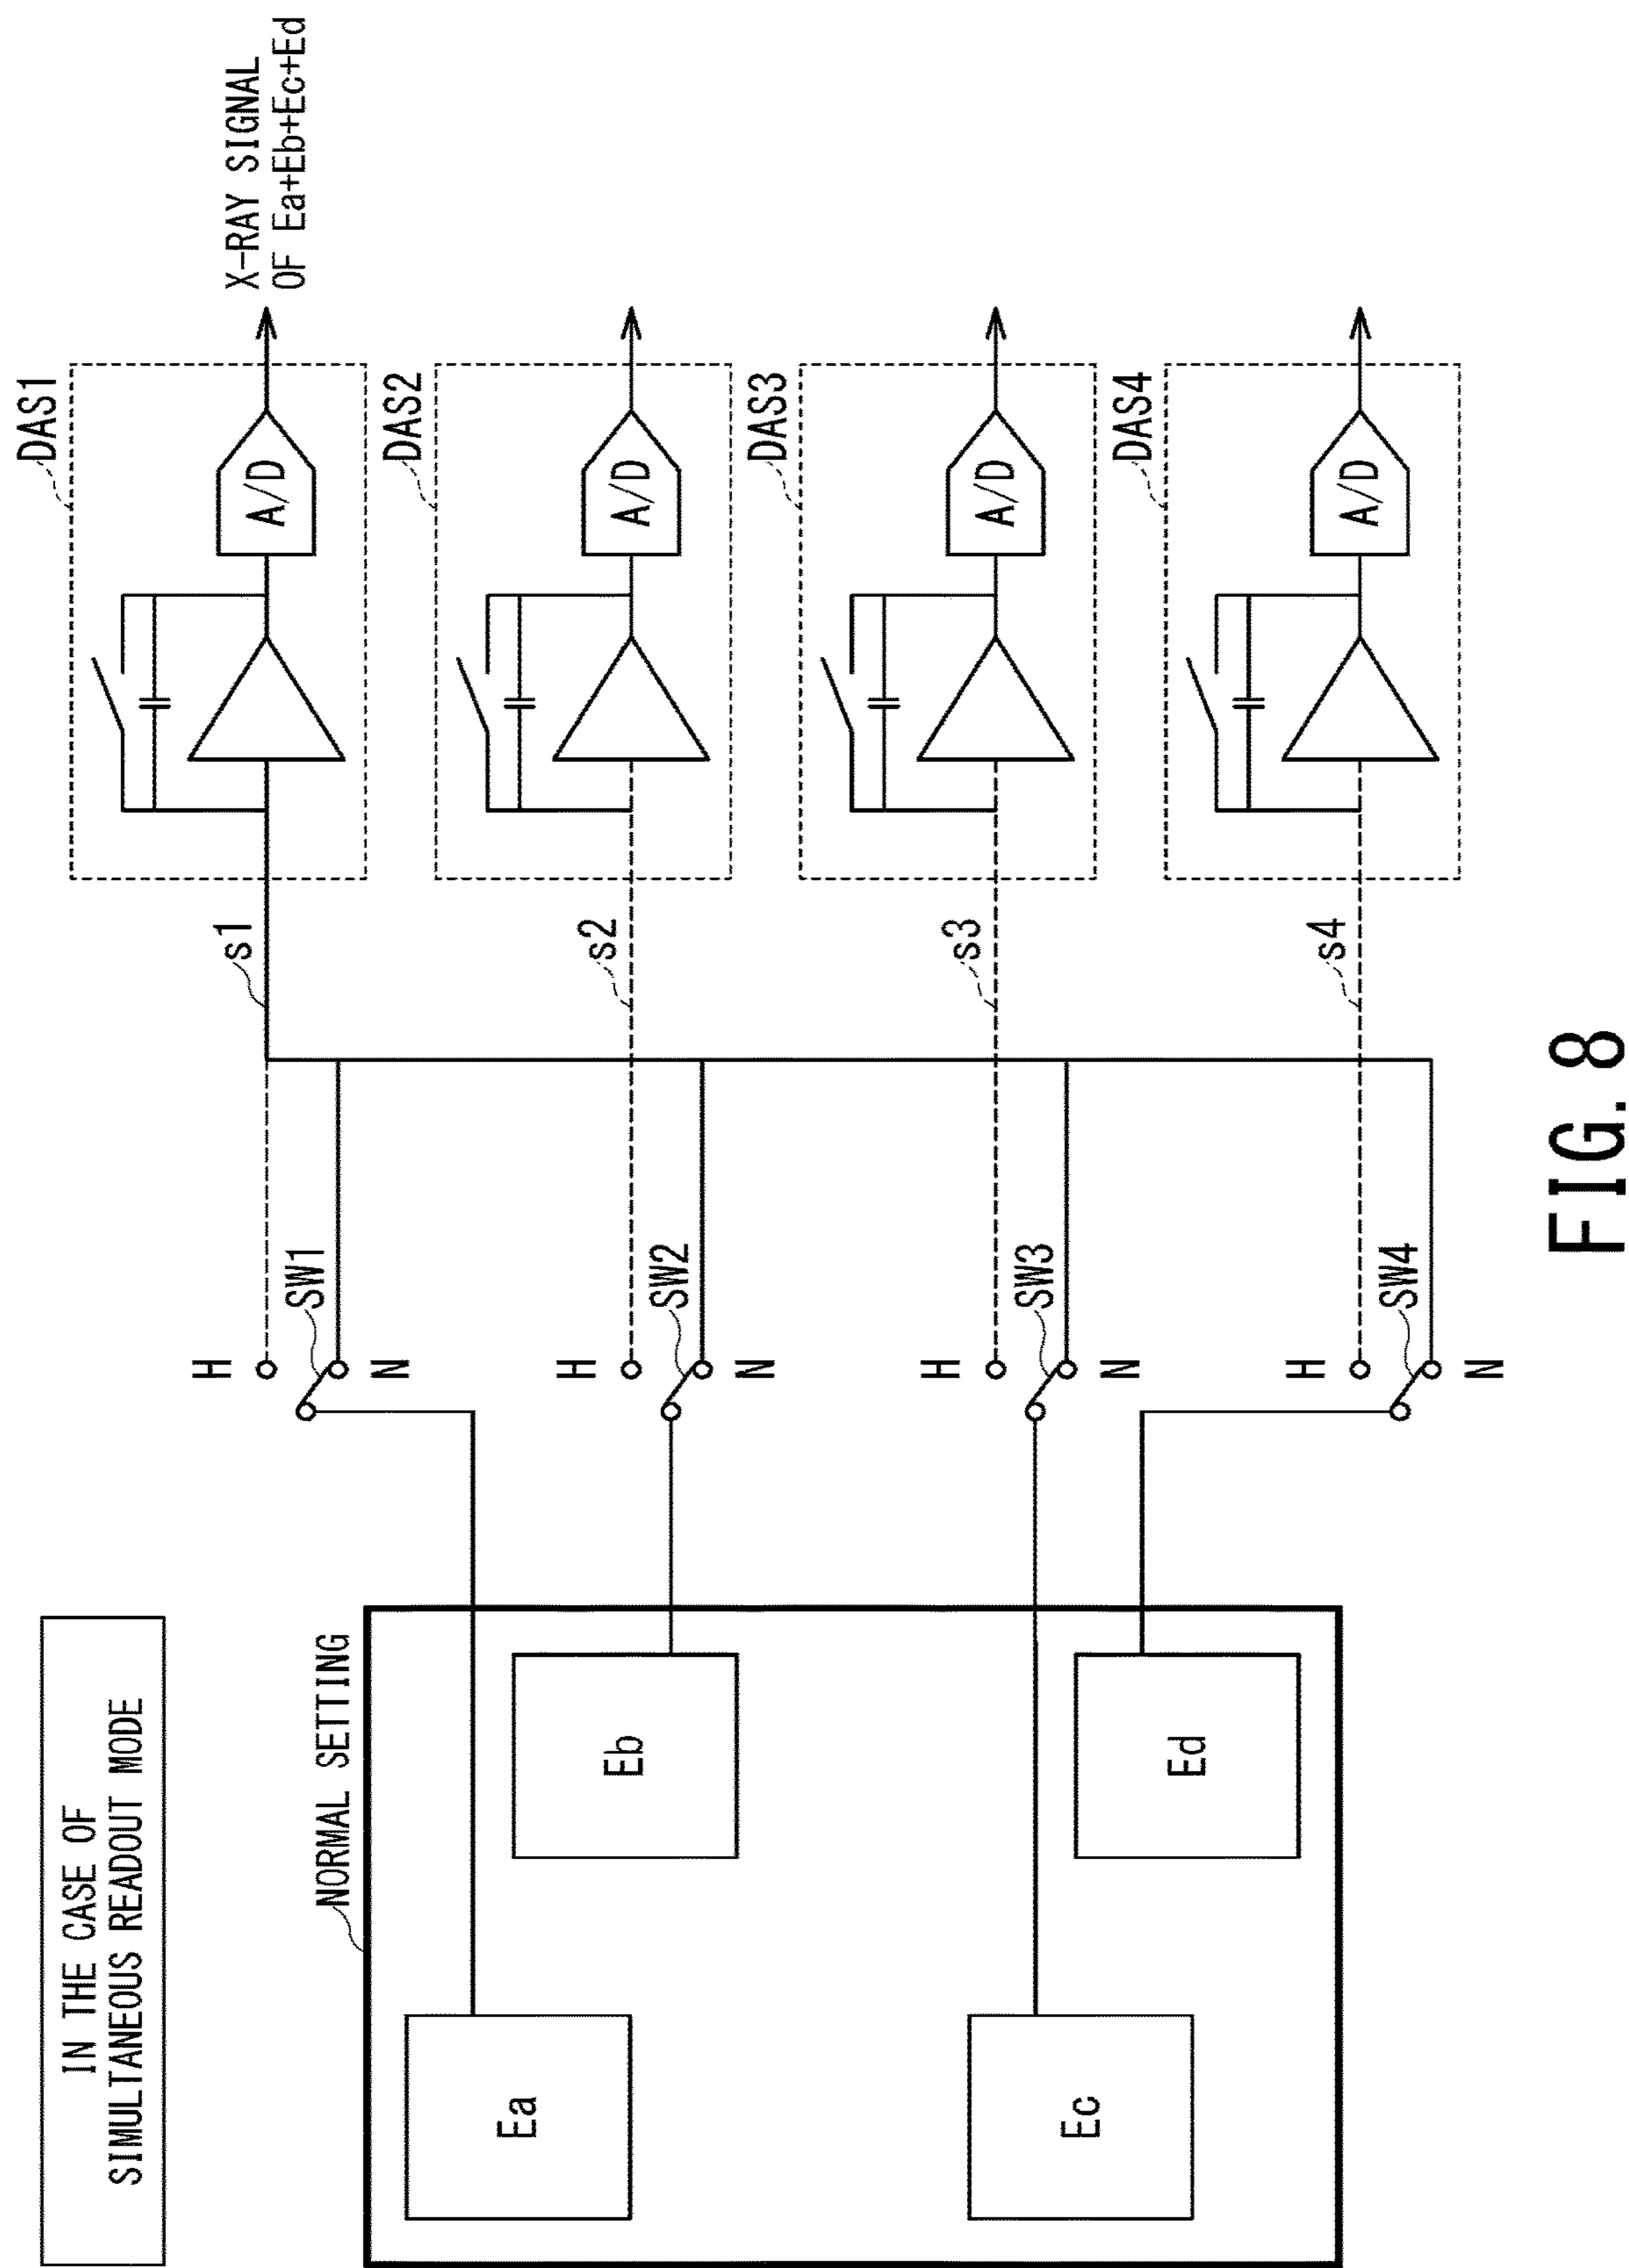 IN THE CASE OF
SIMULTANEOUS READOUT MODE
NORMAL SETTING
Ea
Eb
Ec
Ed
H
SW1
N
H
SW2
N
H
SW3
N
H
SW4
N
s1
s2
s3
s4
DAS1
A/D
DAS2
A/D
DAS3
A/D
DAS4
A/D
X-RAY SIGNAL
OF Ea+Eb+Ec+Ed
FIG. 8